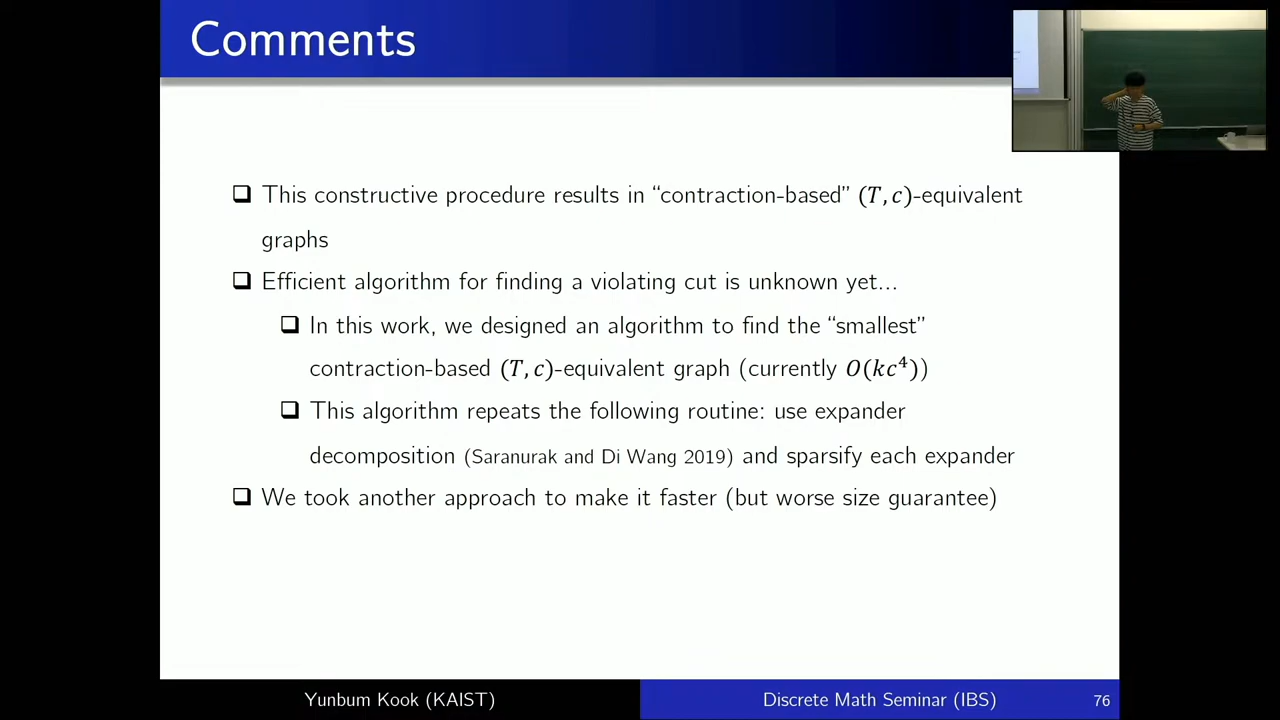 Comments
❑ This constructive procedure results in “contraction-based” (T, c)-equivalent
graphs
❑ Efficient algorithm for finding a violating cut is unknown yet...
❑ In this work, we designed an algorithm to find the “smallest”
contraction-based (T, c)-equivalent graph (currently O(kc⁴))
❑ This algorithm repeats the following routine: use expander
decomposition (Saranurak and Di Wang 2019) and sparsify each expander
❑ We took another approach to make it faster (but worse size guarantee)
Yunbum Kook (KAIST)
Discrete Math Seminar (IBS)
76